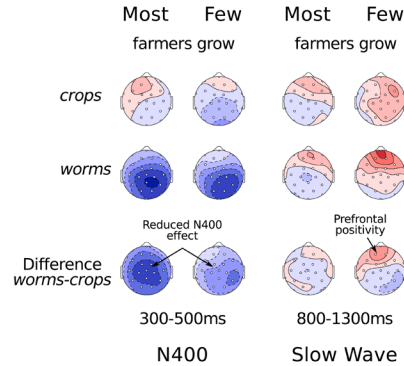 Most Few Most Few
farmers grow farmers grow
crops
worms
Reduced N400
effect
Prefrontal
positivity
Difference
worms-crops
300-500ms 800-1300ms
N400 Slow Wave